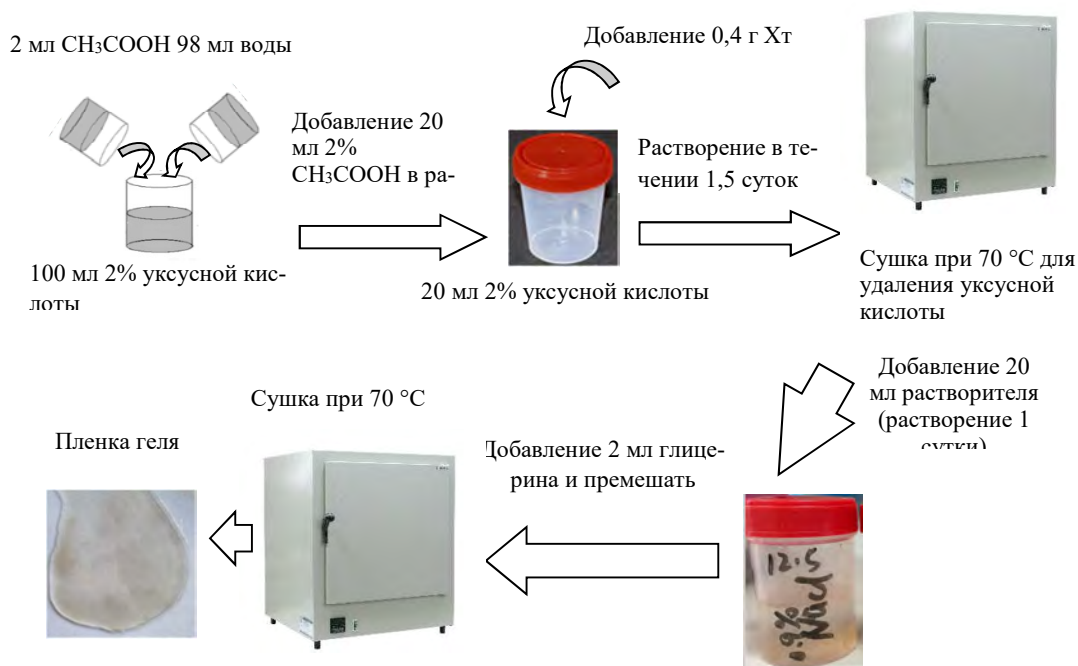 2 мл CH₃COOH 98 мл воды
Добавление 0,4 г Хт
Добавление 20
мл 2%
CH₃COOH в ра-
Растворение в те-
чении 1,5 суток
100 мл 2% уксусной кис-
лоты
20 мл 2% уксусной кислоты
Сушка при 70 °C для
удаления уксусной
кислоты
Добавление 20
мл растворителя
(растворение 1
сутки)
Сушка при 70 °C
Пленка геля
Добавление 2 мл глице-
рина и премешать
12.5
0.9%
Nacl